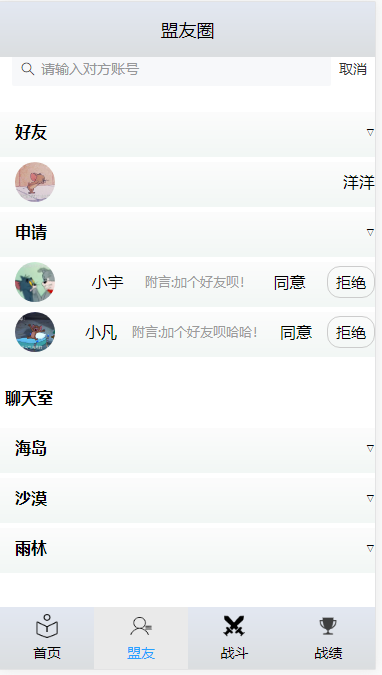 盟友圈
请输入对方账号 取消
好友 ▽
洋洋
申请 ▽
小宇 附言:加个好友呗! 同意 拒绝
小凡 附言:加个好友呗哈哈! 同意 拒绝
聊天室
海岛 ▽
沙漠 ▽
雨林 ▽
首页 盟友 战斗 战绩